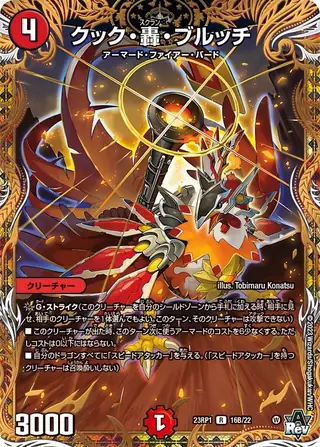 4
スクランブル
クック・轟・ブルッチ
アーマード・ファイアー・バード
illus. Tobimaru Konatsu
クリーチャー
G・ストライク(このクリーチャーを自分のシールドゾーンから手札に加える時、相手に見
せ、相手のクリーチャーを1体選んでもよい。このターン、そのクリーチャーは攻撃できない)
■このクリーチャーが出た時、このターン次に使うアーマードのコストを6少なくする。ただ
しコストは0以下にはならない。
■自分のドラゴンすべてに「スピードアタッカー」を与える。(「スピードアタッカー」を持つク
リーチャーは召喚酔いしない)
3000
1
23RP1 R 16B/22
Rev